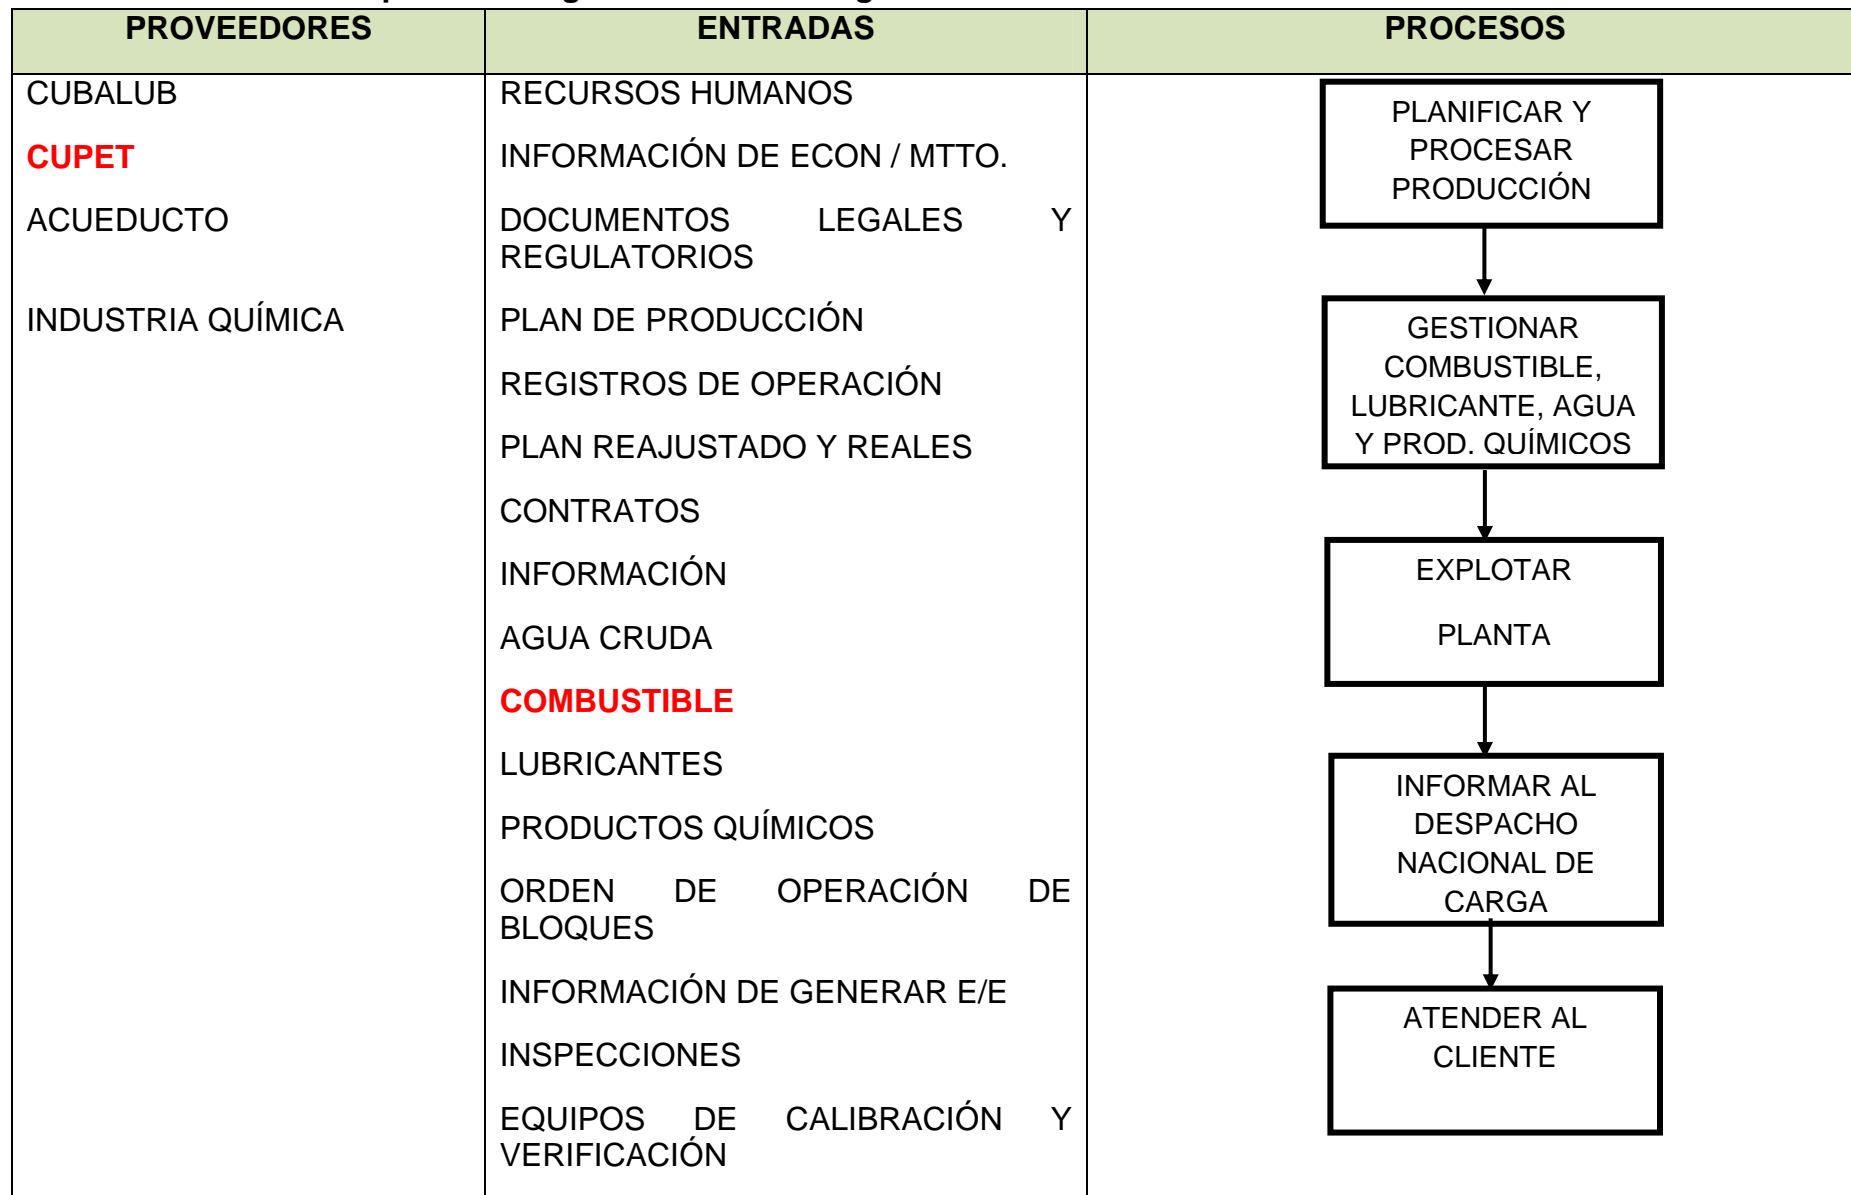 PROVEEDORES
ENTRADAS
PROCESOS
CUBALUB
CUPET
ACUEDUCTO
INDUSTRIA QUÍMICA
RECURSOS HUMANOS
INFORMACIÓN DE ECON / MTTO.
DOCUMENTOS LEGALES Y
REGULATORIOS
PLAN DE PRODUCCIÓN
REGISTROS DE OPERACIÓN
PLAN REAJUSTADO Y REALES
CONTRATOS
INFORMACIÓN
AGUA CRUDA
COMBUSTIBLE
LUBRICANTES
PRODUCTOS QUÍMICOS
ORDEN DE OPERACIÓN DE
BLOQUES
INFORMACIÓN DE GENERAR E/E
INSPECCIONES
EQUIPOS DE CALIBRACIÓN Y
VERIFICACIÓN
PLANIFICAR Y
PROCESAR
PRODUCCIÓN
GESTIONAR
COMBUSTIBLE,
LUBRICANTE, AGUA
Y PROD. QUÍMICOS
EXPLOTAR
PLANTA
INFORMAR AL
DESPACHO
NACIONAL DE
CARGA
ATENDER AL
CLIENTE